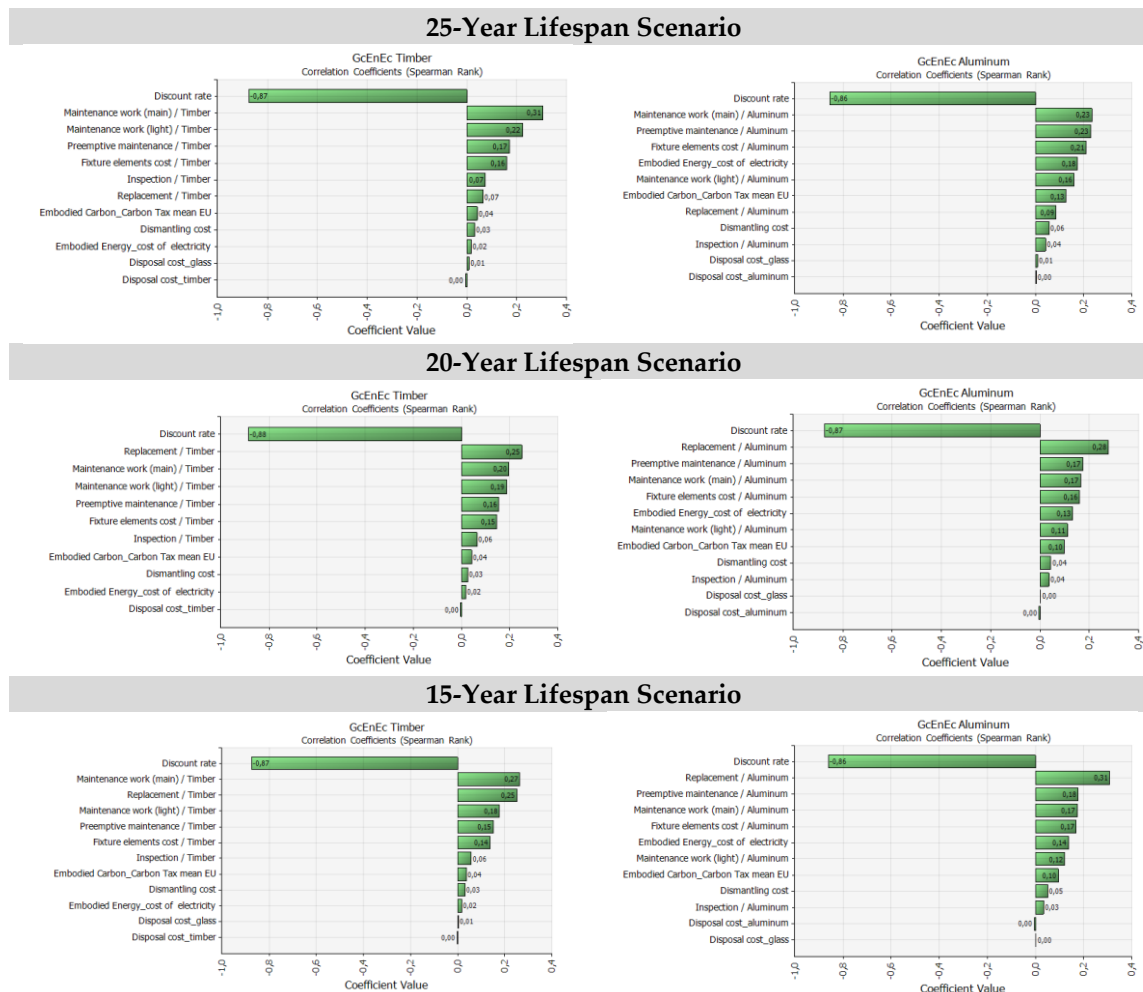 25-Year Lifespan Scenario
GcEnEc Timber
Correlation Coefficients (Spearman Rank)
Discount rate
-0,87
Maintenance work (main) / Timber
0,31
Maintenance work (light) / Timber
0,22
Preemptive maintenance / Timber
0,17
Fixture elements cost / Timber
0,16
Inspection / Timber
0,07
Replacement / Timber
0,07
Embodied Carbon_Carbon Tax mean EU
0,04
Dismantling cost
0,03
Embodied Energy_cost of electricity
0,02
Disposal cost_glass
0,01
Disposal cost_timber
0,00
-1,0
-0,8
-0,6
-0,4
-0,2
0,0
0,2
0,4
Coefficient Value
GcEnEc Aluminum
Correlation Coefficients (Spearman Rank)
Discount rate
-0,86
Maintenance work (main) / Aluminum
0,23
Preemptive maintenance / Aluminum
0,23
Fixture elements cost / Aluminum
0,21
Embodied Energy_cost of electricity
0,18
Maintenance work (light) / Aluminum
0,16
Embodied Carbon_Carbon Tax mean EU
0,13
Replacement / Aluminum
0,09
Dismantling cost
0,06
Inspection / Aluminum
0,04
Disposal cost_glass
0,01
Disposal cost_aluminum
0,00
-1,0
-0,8
-0,6
-0,4
-0,2
0,0
0,2
0,4
Coefficient Value
20-Year Lifespan Scenario
GcEnEc Timber
Correlation Coefficients (Spearman Rank)
Discount rate
-0,88
Replacement / Timber
0,25
Maintenance work (main) / Timber
0,20
Maintenance work (light) / Timber
0,19
Preemptive maintenance / Timber
0,16
Fixture elements cost / Timber
0,15
Inspection / Timber
0,06
Embodied Carbon_Carbon Tax mean EU
0,04
Dismantling cost
0,03
Embodied Energy_cost of electricity
0,02
Disposal cost_timber
0,00
-1,0
-0,8
-0,6
-0,4
-0,2
0,0
0,2
0,4
Coefficient Value
GcEnEc Aluminum
Correlation Coefficients (Spearman Rank)
Discount rate
-0,87
Replacement / Aluminum
0,28
Preemptive maintenance / Aluminum
0,17
Maintenance work (main) / Aluminum
0,17
Fixture elements cost / Aluminum
0,16
Embodied Energy_cost of electricity
0,13
Maintenance work (light) / Aluminum
0,11
Embodied Carbon_Carbon Tax mean EU
0,10
Dismantling cost
0,04
Inspection / Aluminum
0,04
Disposal cost_glass
0,00
Disposal cost_aluminum
0,00
-1,0
-0,8
-0,6
-0,4
-0,2
0,0
0,2
0,4
Coefficient Value
15-Year Lifespan Scenario
GcEnEc Timber
Correlation Coefficients (Spearman Rank)
Discount rate
-0,87
Maintenance work (main) / Timber
0,27
Replacement / Timber
0,25
Maintenance work (light) / Timber
0,18
Preemptive maintenance / Timber
0,15
Fixture elements cost / Timber
0,14
Inspection / Timber
0,06
Embodied Carbon_Carbon Tax mean EU
0,04
Dismantling cost
0,03
Embodied Energy_cost of electricity
0,02
Disposal cost_glass
0,01
Disposal cost_timber
0,00
-1,0
-0,8
-0,6
-0,4
-0,2
0,0
0,2
0,4
Coefficient Value
GcEnEc Aluminum
Correlation Coefficients (Spearman Rank)
Discount rate
-0,86
Replacement / Aluminum
0,31
Preemptive maintenance / Aluminum
0,18
Maintenance work (main) / Aluminum
0,17
Fixture elements cost / Aluminum
0,17
Embodied Energy_cost of electricity
0,14
Maintenance work (light) / Aluminum
0,12
Embodied Carbon_Carbon Tax mean EU
0,10
Dismantling cost
0,05
Inspection / Aluminum
0,03
Disposal cost_aluminum
0,00
Disposal cost_glass
0,00
-1,0
-0,8
-0,6
-0,4
-0,2
0,0
0,2
0,4
Coefficient Value